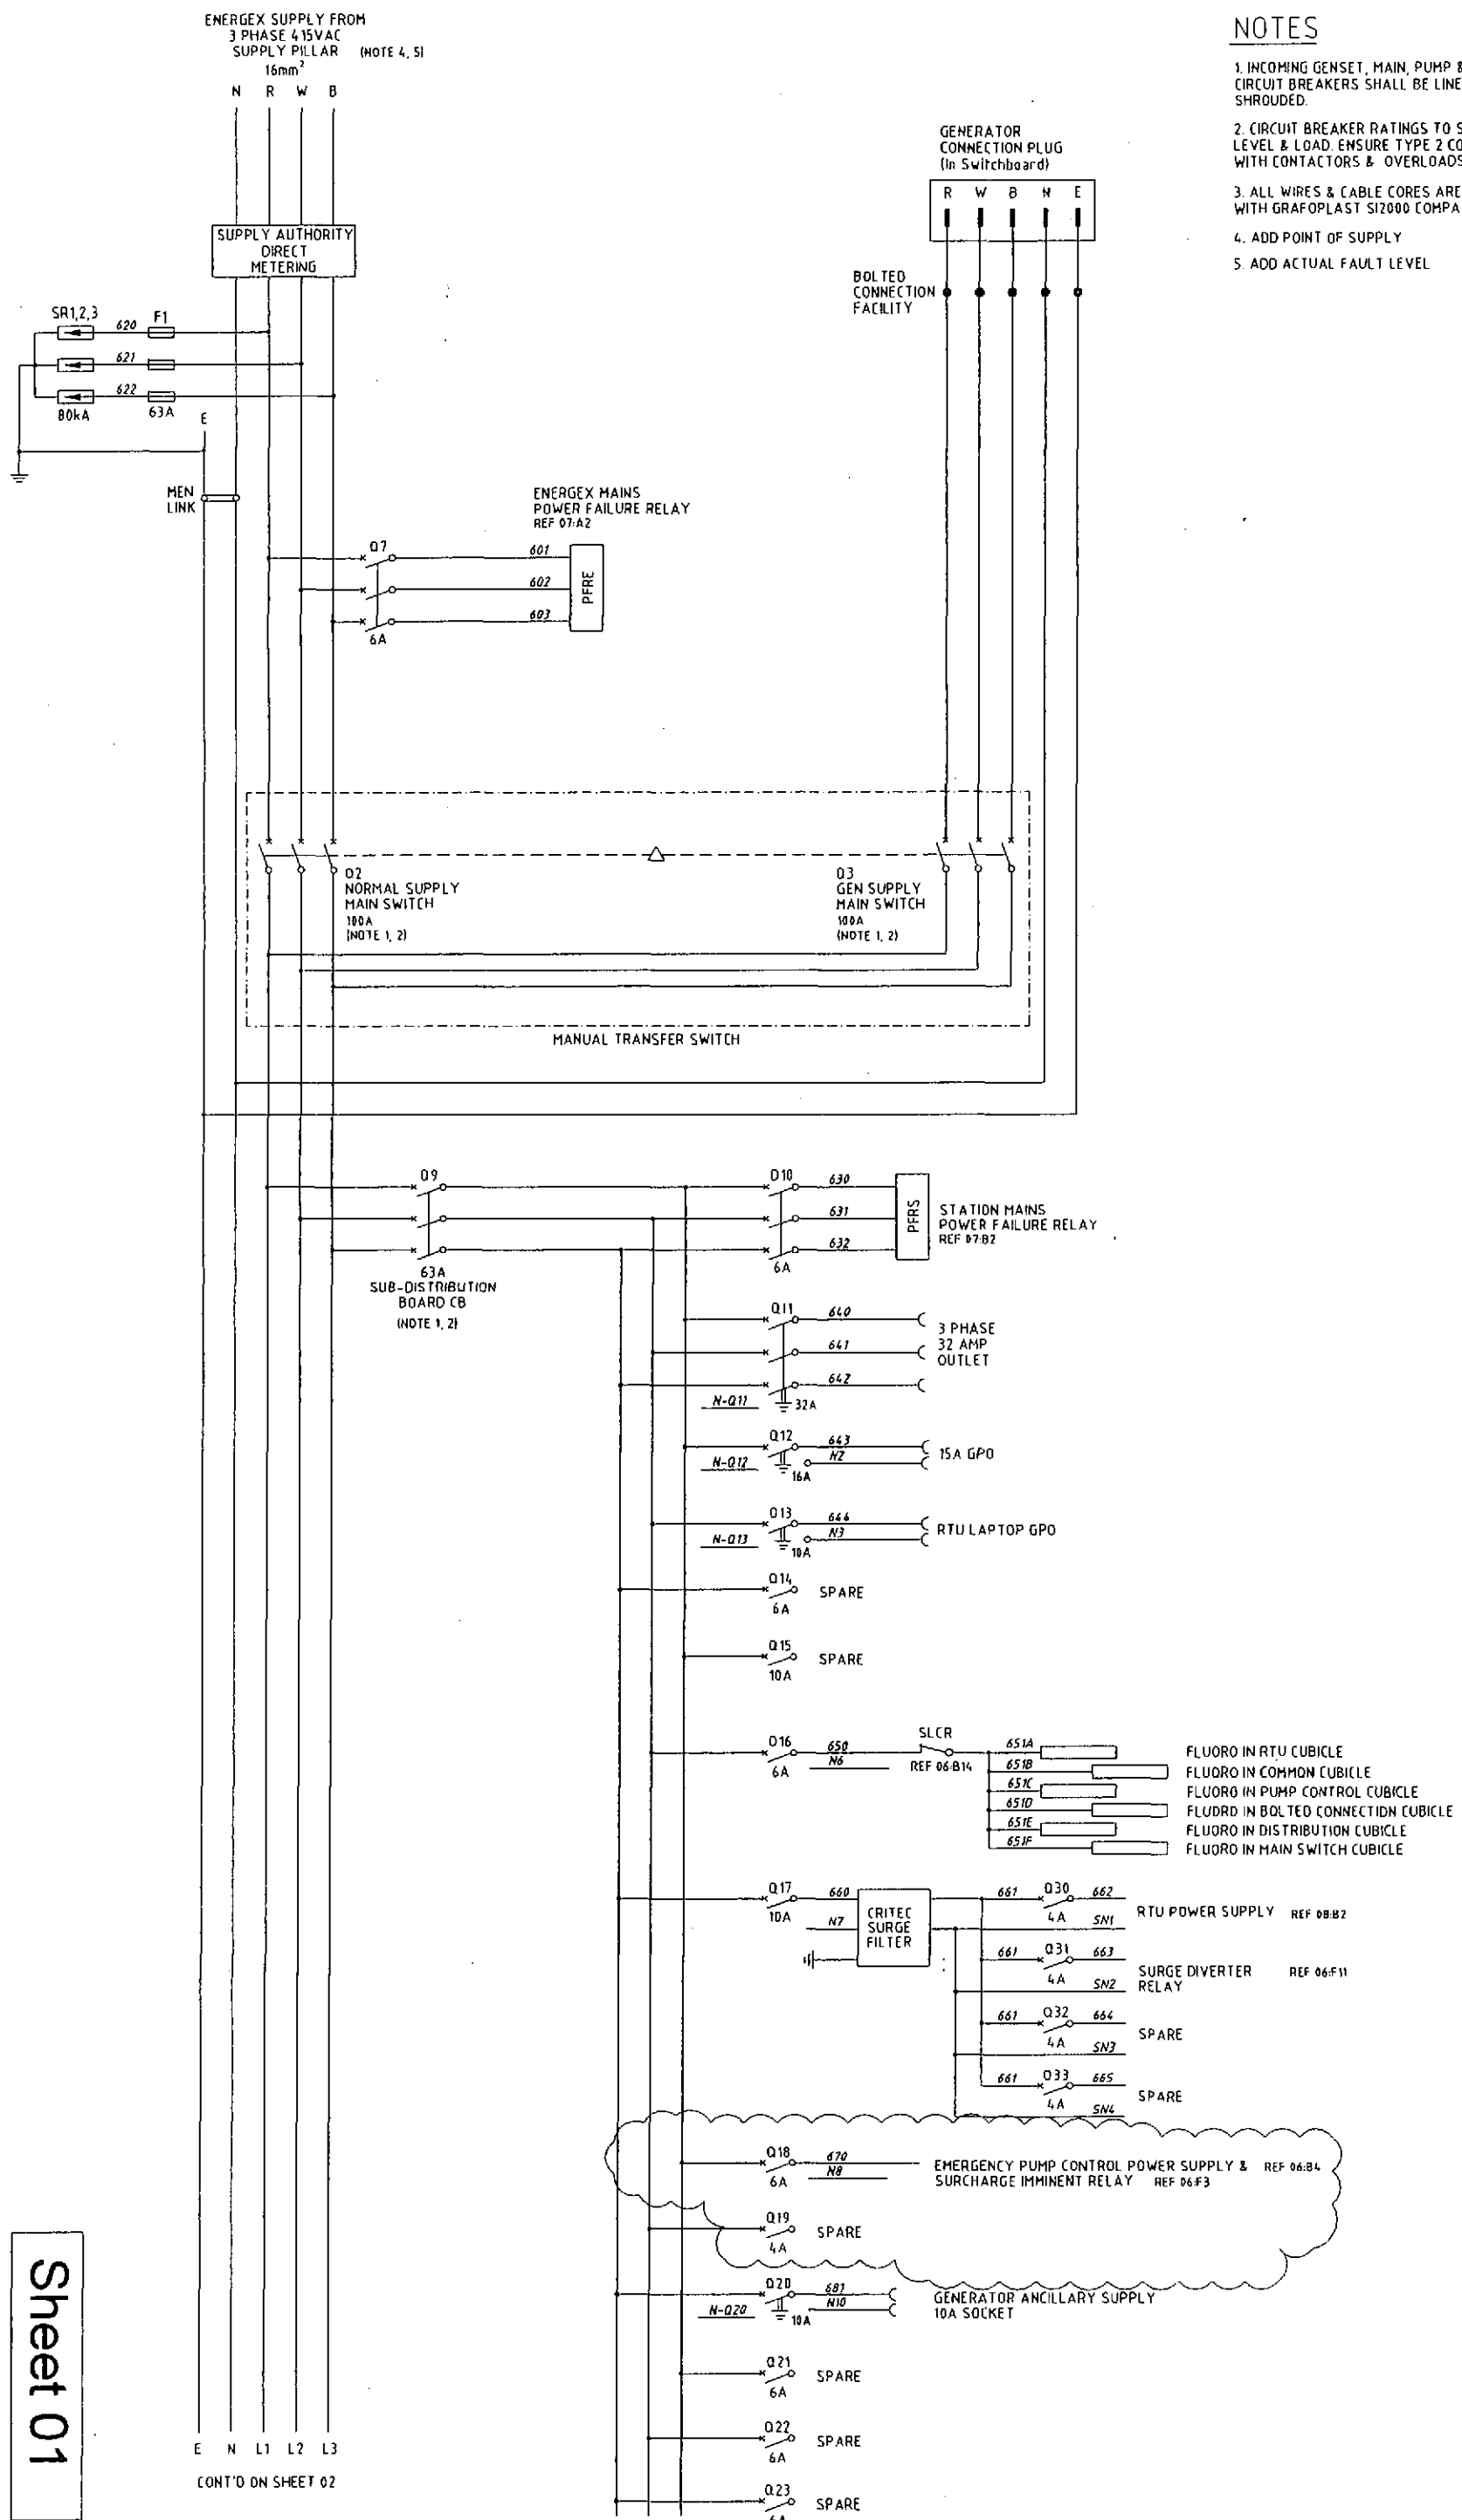 ENERGEX SUPPLY FROM
3 PHASE 415VAC
SUPPLY PILLAR (NOTE 4, 5)
16mm²
N R W B
SUPPLY AUTHORITY
DIRECT
METERING
SR1,2,3 620 F1
621
622
80kA 63A
E
MEN
LINK
ENERGEX MAINS
POWER FAILURE RELAY
REF 07:A2
Q7 601
602
603
6A
PFRE
GENERATOR
CONNECTION PLUG
(In Switchboard)
R W B N E
BOLTED
CONNECTION
FACILITY
NOTES
1. INCOMING GENSET, MAIN, PUMP &
CIRCUIT BREAKERS SHALL BE LINE
SHROUDED.
2. CIRCUIT BREAKER RATINGS TO S
LEVEL & LOAD. ENSURE TYPE 2 CO
WITH CONTACTORS & OVERLOADS
3. ALL WIRES & CABLE CORES ARE
WITH GRAFOPLAST SI2000 COMPA
4. ADD POINT OF SUPPLY
5. ADD ACTUAL FAULT LEVEL
Q2
NORMAL SUPPLY
MAIN SWITCH
100A
(NOTE 1, 2)
Q3
GEN SUPPLY
MAIN SWITCH
100A
(NOTE 1, 2)
MANUAL TRANSFER SWITCH
Q9
63A
SUB-DISTRIBUTION
BOARD CB
(NOTE 1, 2)
Q10 630
631
632
6A
PFRS
STATION MAINS
POWER FAILURE RELAY
REF 07:B2
Q11 640
641
642
N-Q11 32A
3 PHASE
32 AMP
OUTLET
Q12 643
N-Q12 16A N2
15A GPO
Q13 644
N-Q13 10A N3
RTU LAPTOP GPO
Q14
6A SPARE
Q15
10A SPARE
Q16 650
6A N6
SLCR
REF 06:B14
651A FLUORO IN RTU CUBICLE
651B FLUORO IN COMMON CUBICLE
651C FLUORO IN PUMP CONTROL CUBICLE
651D FLUORO IN BOLTED CONNECTION CUBICLE
651E FLUORO IN DISTRIBUTION CUBICLE
651F FLUORO IN MAIN SWITCH CUBICLE
Q17 660
10A N7
CRITEC
SURGE
FILTER
661 Q30 662
4A SN1
RTU POWER SUPPLY REF 08:B2
661 Q31 663
4A SN2
SURGE DIVERTER REF 06:F11
RELAY
661 Q32 664
4A SN3
SPARE
661 Q33 665
4A SN4
SPARE
Q18 670
6A N8
EMERGENCY PUMP CONTROL POWER SUPPLY & REF 06:B4
SURCHARGE IMMINENT RELAY REF 06:F3
Q19
4A SPARE
Q20 681
N-Q20 10A N10
GENERATOR ANCILLARY SUPPLY
10A SOCKET
Q21
6A SPARE
Q22
6A SPARE
Q23
6A SPARE
E N L1 L2 L3
CONT'D ON SHEET 02
Sheet 01